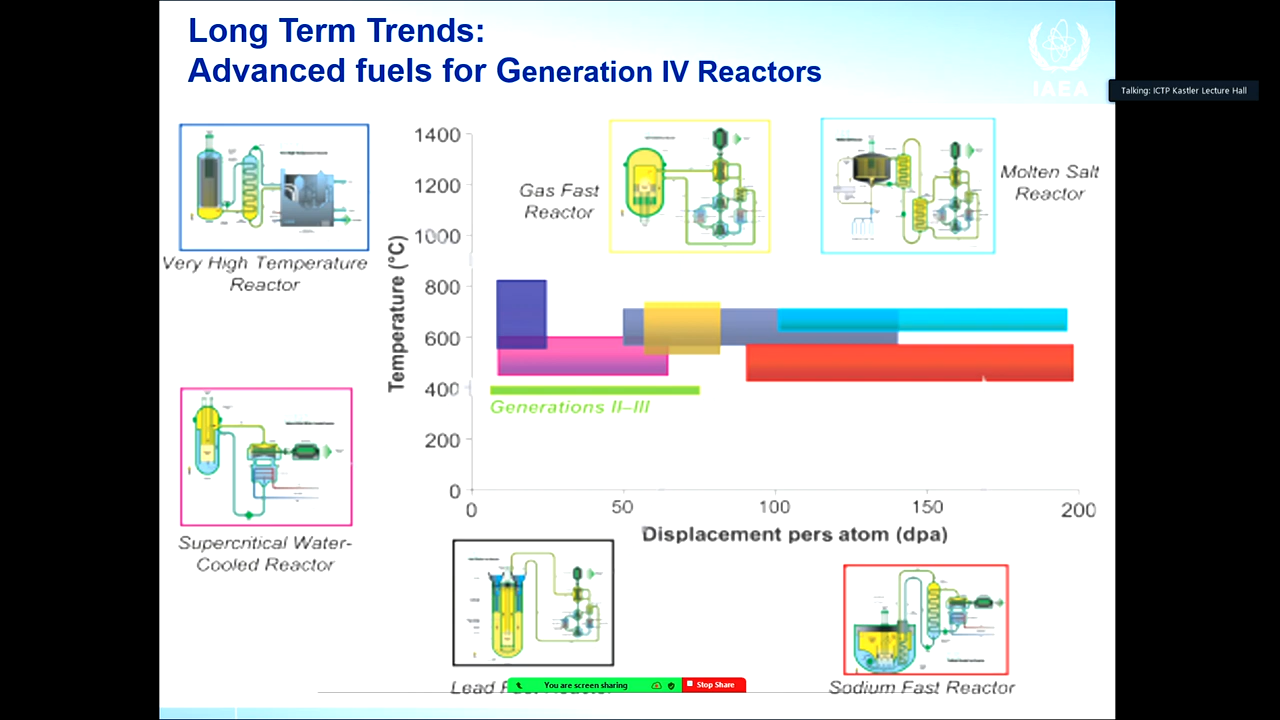 Long Term Trends:
Advanced fuels for Generation IV Reactors
IAEA
Talking: ICTP Kastler Lecture Hall
Very High Temperature
Reactor
Gas Fast
Reactor
Molten Salt
Reactor
Temperature (°C)
1400
1200
1000
800
600
400
200
0
Generations II–III
0
50
100
150
200
Displacement pers atom (dpa)
Supercritical Water-
Cooled Reactor
Lead
You are screen sharing
Stop Share
Sodium Fast Reactor